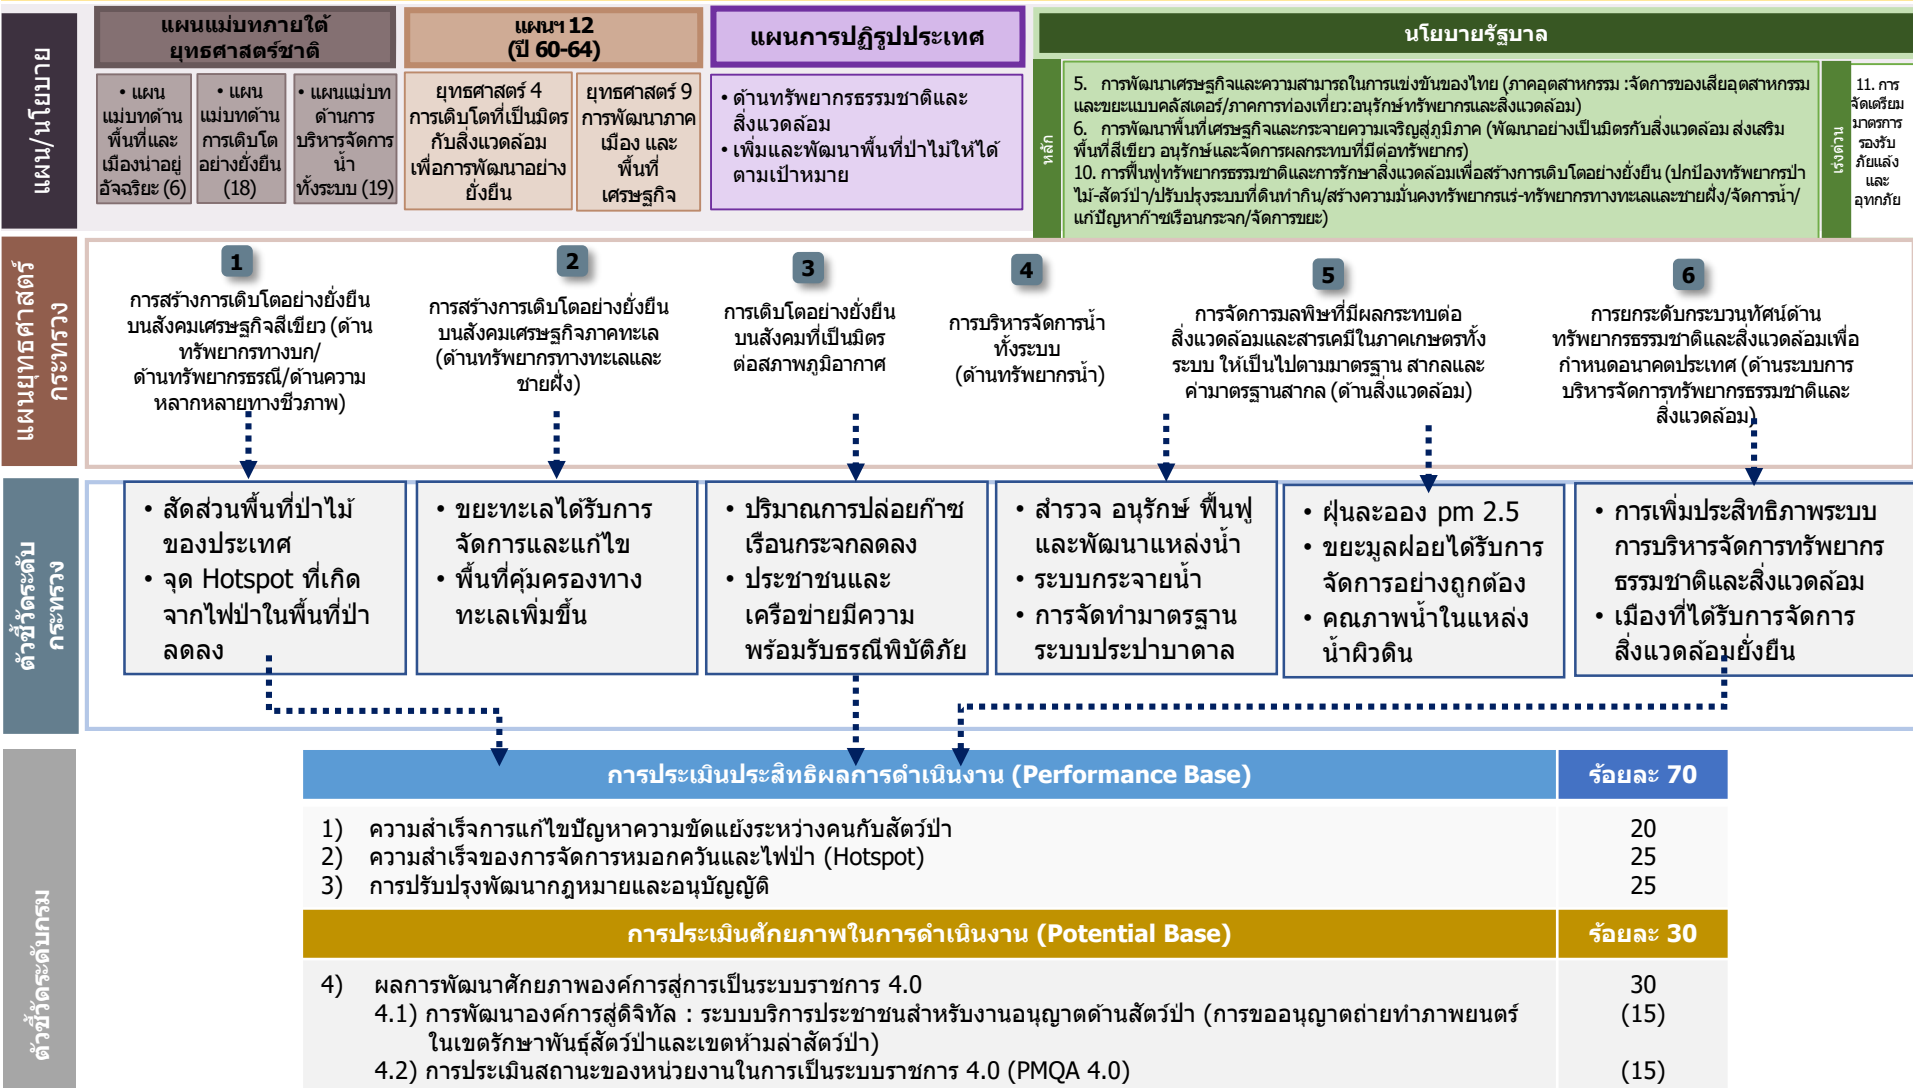 แผน/นโยบาย
แผนแม่บทภายใต้
ยุทธศาสตร์ชาติ
• แผน
แม่บทด้าน
พื้นที่และ
เมืองน่าอยู่
อัจฉริยะ (6)
• แผน
แม่บทด้าน
การเติบโต
อย่างยั่งยืน
(18)
• แผนแม่บท
ด้านการ
บริหารจัดการ
น้ำ
ทั้งระบบ (19)
แผนฯ 12
(ปี 60-64)
ยุทธศาสตร์ 4
การเติบโตที่เป็นมิตร
กับสิ่งแวดล้อม
เพื่อการพัฒนาอย่าง
ยั่งยืน
ยุทธศาสตร์ 9
การพัฒนาภาค
เมือง และ
พื้นที่
เศรษฐกิจ
แผนการปฏิรูปประเทศ
• ด้านทรัพยากรธรรมชาติและ
สิ่งแวดล้อม
• เพิ่มและพัฒนาพื้นที่ป่าไม้ให้ได้
ตามเป้าหมาย
นโยบายรัฐบาล
หลัก
5. การพัฒนาเศรษฐกิจและความสามารถในการแข่งขันของไทย (ภาคอุตสาหกรรม :จัดการของเสียอุตสาหกรรม
และขยะแบบคลัสเตอร์/ภาคการท่องเที่ยว:อนุรักษ์ทรัพยากรและสิ่งแวดล้อม)
6. การพัฒนาพื้นที่เศรษฐกิจและกระจายความเจริญสู่ภูมิภาค (พัฒนาอย่างเป็นมิตรกับสิ่งแวดล้อม ส่งเสริม
พื้นที่สีเขียว อนุรักษ์และจัดการผลกระทบที่มีต่อทรัพยากร)
10. การฟื้นฟูทรัพยากรธรรมชาติและการรักษาสิ่งแวดล้อมเพื่อสร้างการเติบโตอย่างยั่งยืน (ปกป้องทรัพยากรป่า
ไม้-สัตว์ป่า/ปรับปรุงระบบที่ดินทำกิน/สร้างความมั่นคงทรัพยากรแร่-ทรัพยากรทางทะเลและชายฝั่ง/จัดการน้ำ/
แก้ปัญหาก๊าซเรือนกระจก/จัดการขยะ)
เร่งด่วน
11. การ
จัดเตรียม
มาตรการ
รองรับ
ภัยแล้ง
และ
อุทกภัย
แผนยุทธศาสตร์
กระทรวง
1
การสร้างการเติบโตอย่างยั่งยืน
บนสังคมเศรษฐกิจสีเขียว (ด้าน
ทรัพยากรทางบก/
ด้านทรัพยากรธรณี/ด้านความ
หลากหลายทางชีวภาพ)
2
การสร้างการเติบโตอย่างยั่งยืน
บนสังคมเศรษฐกิจภาคทะเล
(ด้านทรัพยากรทางทะเลและ
ชายฝั่ง)
3
การเติบโตอย่างยั่งยืน
บนสังคมที่เป็นมิตร
ต่อสภาพภูมิอากาศ
4
การบริหารจัดการน้ำ
ทั้งระบบ
(ด้านทรัพยากรน้ำ)
5
การจัดการมลพิษที่มีผลกระทบต่อ
สิ่งแวดล้อมและสารเคมีในภาคเกษตรทั้ง
ระบบ ให้เป็นไปตามมาตรฐาน สากลและ
ค่ามาตรฐานสากล (ด้านสิ่งแวดล้อม)
6
การยกระดับกระบวนทัศน์ด้าน
ทรัพยากรธรรมชาติและสิ่งแวดล้อมเพื่อ
กำหนดอนาคตประเทศ (ด้านระบบการ
บริหารจัดการทรัพยากรธรรมชาติและ
สิ่งแวดล้อม)
ตัวชี้วัดระดับ
กระทรวง
• สัดส่วนพื้นที่ป่าไม้
ของประเทศ
• จุด Hotspot ที่เกิด
จากไฟป่าในพื้นที่ป่า
ลดลง
• ขยะทะเลได้รับการ
จัดการและแก้ไข
• พื้นที่คุ้มครองทาง
ทะเลเพิ่มขึ้น
• ปริมาณการปล่อยก๊าซ
เรือนกระจกลดลง
• ประชาชนและ
เครือข่ายมีความ
พร้อมรับธรณีพิบัติภัย
• สำรวจ อนุรักษ์ ฟื้นฟู
และพัฒนาแหล่งน้ำ
• ระบบกระจายน้ำ
• การจัดทำมาตรฐาน
ระบบประปาบาดาล
• ฝุ่นละออง pm 2.5
• ขยะมูลฝอยได้รับการ
จัดการอย่างถูกต้อง
• คุณภาพน้ำในแหล่ง
น้ำผิวดิน
• การเพิ่มประสิทธิภาพระบบ
การบริหารจัดการทรัพยากร
ธรรมชาติและสิ่งแวดล้อม
• เมืองที่ได้รับการจัดการ
สิ่งแวดล้อมยั่งยืน
ตัวชี้วัดระดับกรม
การประเมินประสิทธิผลการดำเนินงาน (Performance Base) ร้อยละ 70
1) ความสำเร็จการแก้ไขปัญหาความขัดแย้งระหว่างคนกับสัตว์ป่า 20
2) ความสำเร็จของการจัดการหมอกควันและไฟป่า (Hotspot) 25
3) การปรับปรุงพัฒนากฎหมายและอนุบัญญัติ 25
การประเมินศักยภาพในการดำเนินงาน (Potential Base) ร้อยละ 30
4) ผลการพัฒนาศักยภาพองค์การสู่การเป็นระบบราชการ 4.0 30
4.1) การพัฒนาองค์การสู่ดิจิทัล : ระบบบริการประชาชนสำหรับงานอนุญาตด้านสัตว์ป่า (การขออนุญาตถ่ายทำภาพยนตร์ (15)
ในเขตรักษาพันธุ์สัตว์ป่าและเขตห้ามล่าสัตว์ป่า)
4.2) การประเมินสถานะของหน่วยงานในการเป็นระบบราชการ 4.0 (PMQA 4.0) (15)